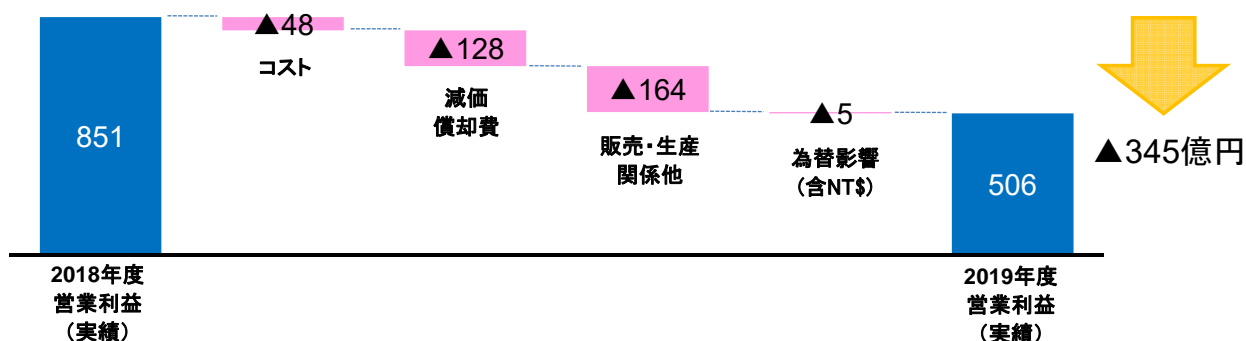 851
2018年度
営業利益
（実績）
▲48
コスト
▲128
減価
償却費
▲164
販売・生産
関係他
▲5
為替影響
（含NT$）
506
2019年度
営業利益
（実績）
▲345億円